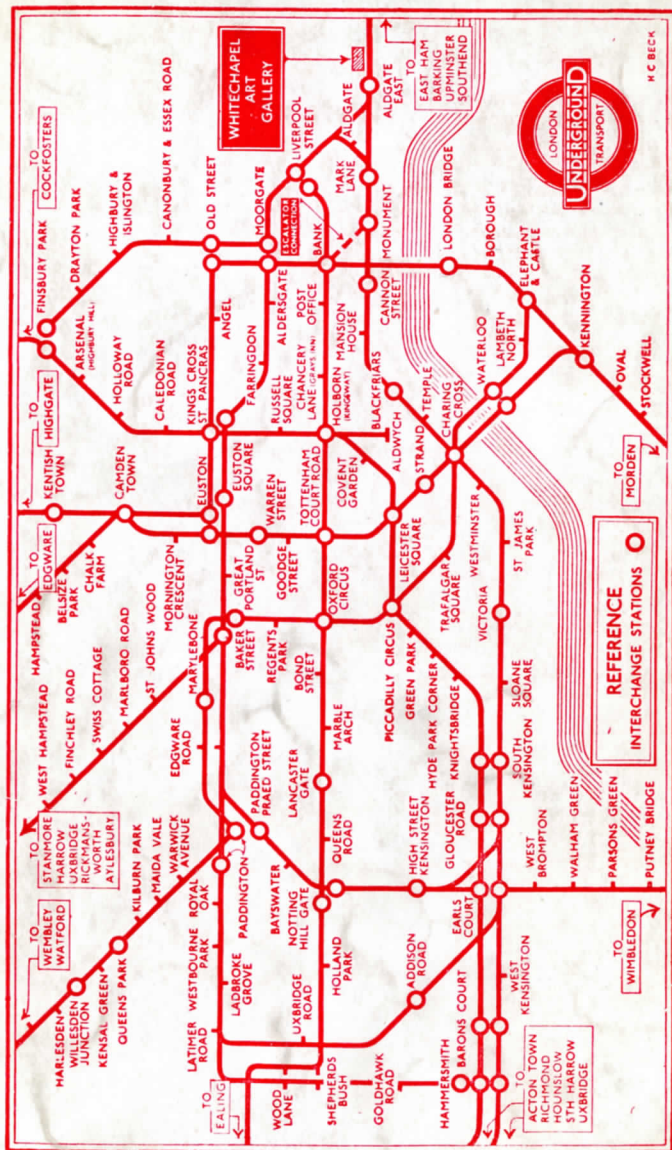 TO
WEMBLEY
WATFORD
HARLESDEN
WILLESDEN
JUNCTION
KENSAL GREEN
QUEENS PARK
KILBURN PARK
MAIDA VALE
WARWICK
AVENUE
TO
STANMORE
HARROW
UXBRIDGE
RICKMANS-
WORTH
AYLESBURY
WEST HAMPSTEAD
FINCHLEY ROAD
SWISS COTTAGE
MARLBORO ROAD
ST JOHNS WOOD
TO
EDGWARE
HAMPSTEAD
BELSIZE
PARK
CHALK
FARM
TO
HIGHGATE
KENTISH
TOWN
CAMDEN
TOWN
MORNINGTON
CRESCENT
EUSTON
TO
COCKFOSTERS
FINSBURY PARK
DRAYTON PARK
HIGHBURY &
ISLINGTON
CANONBURY & ESSEX ROAD
OLD STREET
MOORGATE
ARSENAL
(HIGHBURY HILL)
HOLLOWAY
ROAD
CALEDONIAN
ROAD
KINGS CROSS
ST PANCRAS
ANGEL
WHITECHAPEL
ART
GALLERY
LIVERPOOL
STREET
ALDGATE
ALDGATE
EAST
MARK
LANE
ESCALATOR
CONNECTION
BANK
MONUMENT
TO
EAST HAM
BARKING
UPMINSTER
SOUTHEND
LATIMER
ROAD
WESTBOURNE
PARK
ROYAL
OAK
LADBROKE
GROVE
PADDINGTON
PADDINGTON
PRAED STREET
EDGWARE
ROAD
MARYLEBONE
BAKER
STREET
GREAT
PORTLAND
ST
WARREN
STREET
EUSTON
SQUARE
FARRINGDON
ALDERSGATE
REGENTS
PARK
GOODGE
STREET
RUSSELL
SQUARE
CHANCERY
LANE (GRAYS INN)
POST
OFFICE
TO
EALING
WOOD
LANE
UXBRIDGE
ROAD
SHEPHERDS
BUSH
HOLLAND
PARK
BAYSWATER
NOTTING
HILL GATE
QUEENS
ROAD
LANCASTER
GATE
MARBLE
ARCH
BOND
STREET
OXFORD
CIRCUS
TOTTENHAM
COURT ROAD
HOLBORN
(KINGSWAY)
GOLDHAWK
ROAD
ADDISON
ROAD
HIGH STREET
KENSINGTON
GLOUCESTER
ROAD
KNIGHTSBRIDGE
HYDE PARK CORNER
GREEN PARK
PICCADILLY CIRCUS
LEICESTER
SQUARE
COVENT
GARDEN
ALDWYCH
STRAND
TEMPLE
BLACKFRIARS
MANSION
HOUSE
CANNON
STREET
HAMMERSMITH
BARONS COURT
EARLS
COURT
WEST
KENSINGTON
SOUTH
KENSINGTON
SLOANE
SQUARE
VICTORIA
ST JAMES
PARK
WESTMINSTER
TRAFALGAR
SQUARE
CHARING
CROSS
WATERLOO
LAMBETH
NORTH
LONDON BRIDGE
BOROUGH
ELEPHANT
& CASTLE
KENNINGTON
OVAL
STOCKWELL
TO
MORDEN
TO
ACTON TOWN
RICHMOND
HOUNSLOW
STH HARROW
UXBRIDGE
WEST
BROMPTON
WALHAM GREEN
PARSONS GREEN
PUTNEY BRIDGE
TO
WIMBLEDON
REFERENCE
INTERCHANGE STATIONS
LONDON
UNDERGROUND
TRANSPORT
H C BECK